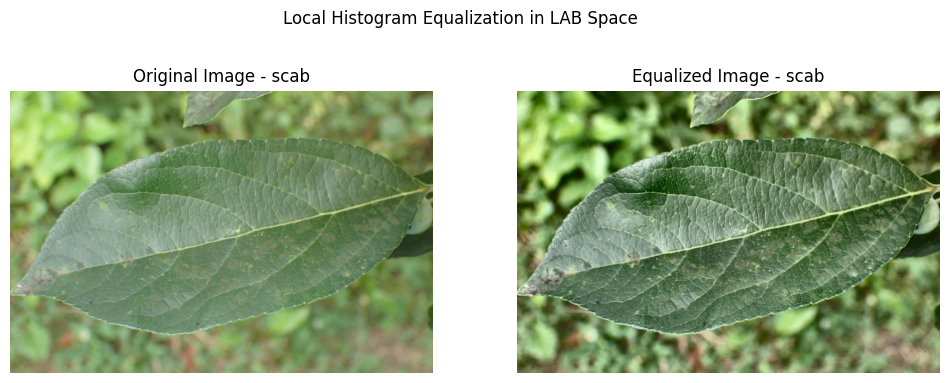 Local Histogram Equalization in LAB Space
Original Image - scab
Equalized Image - scab